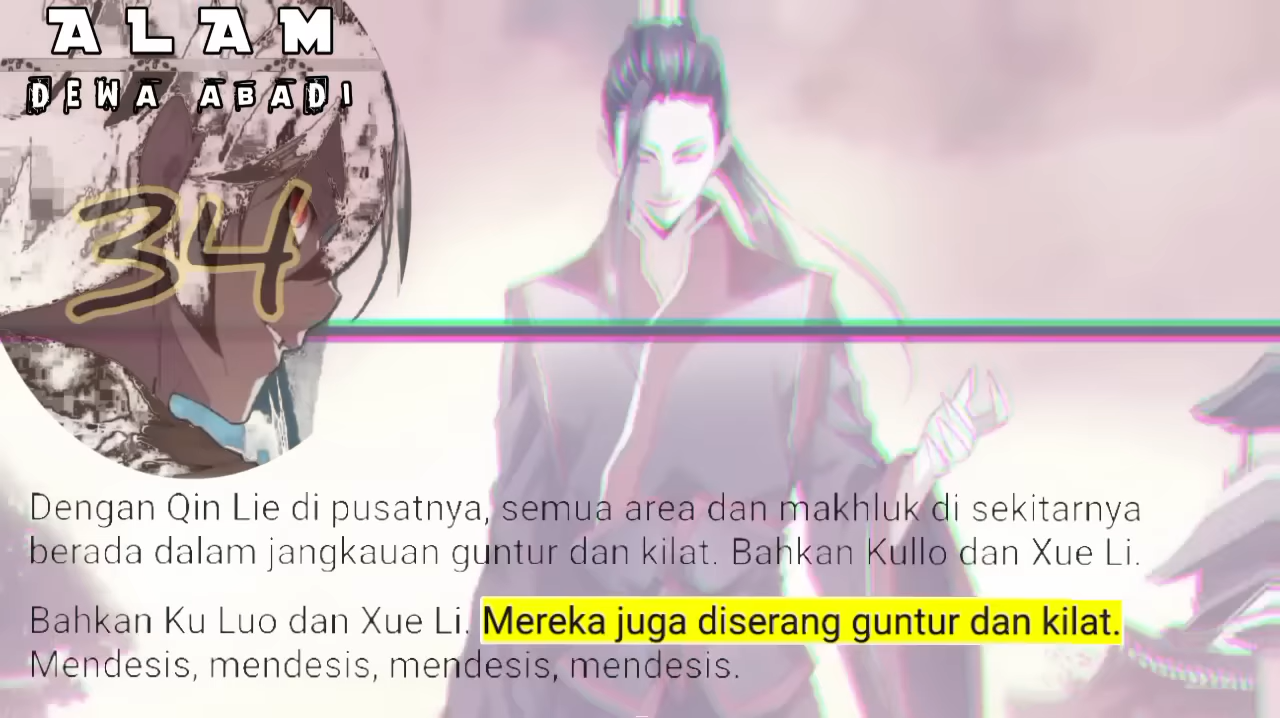 ALAM
DEWA ABADI
34
Dengan Qin Lie di pusatnya, semua area dan makhluk di sekitarnya
berada dalam jangkauan guntur dan kilat. Bahkan Kullo dan Xue Li.
Bahkan Ku Luo dan Xue Li. Mereka juga diserang guntur dan kilat.
Mendesis, mendesis, mendesis, mendesis.